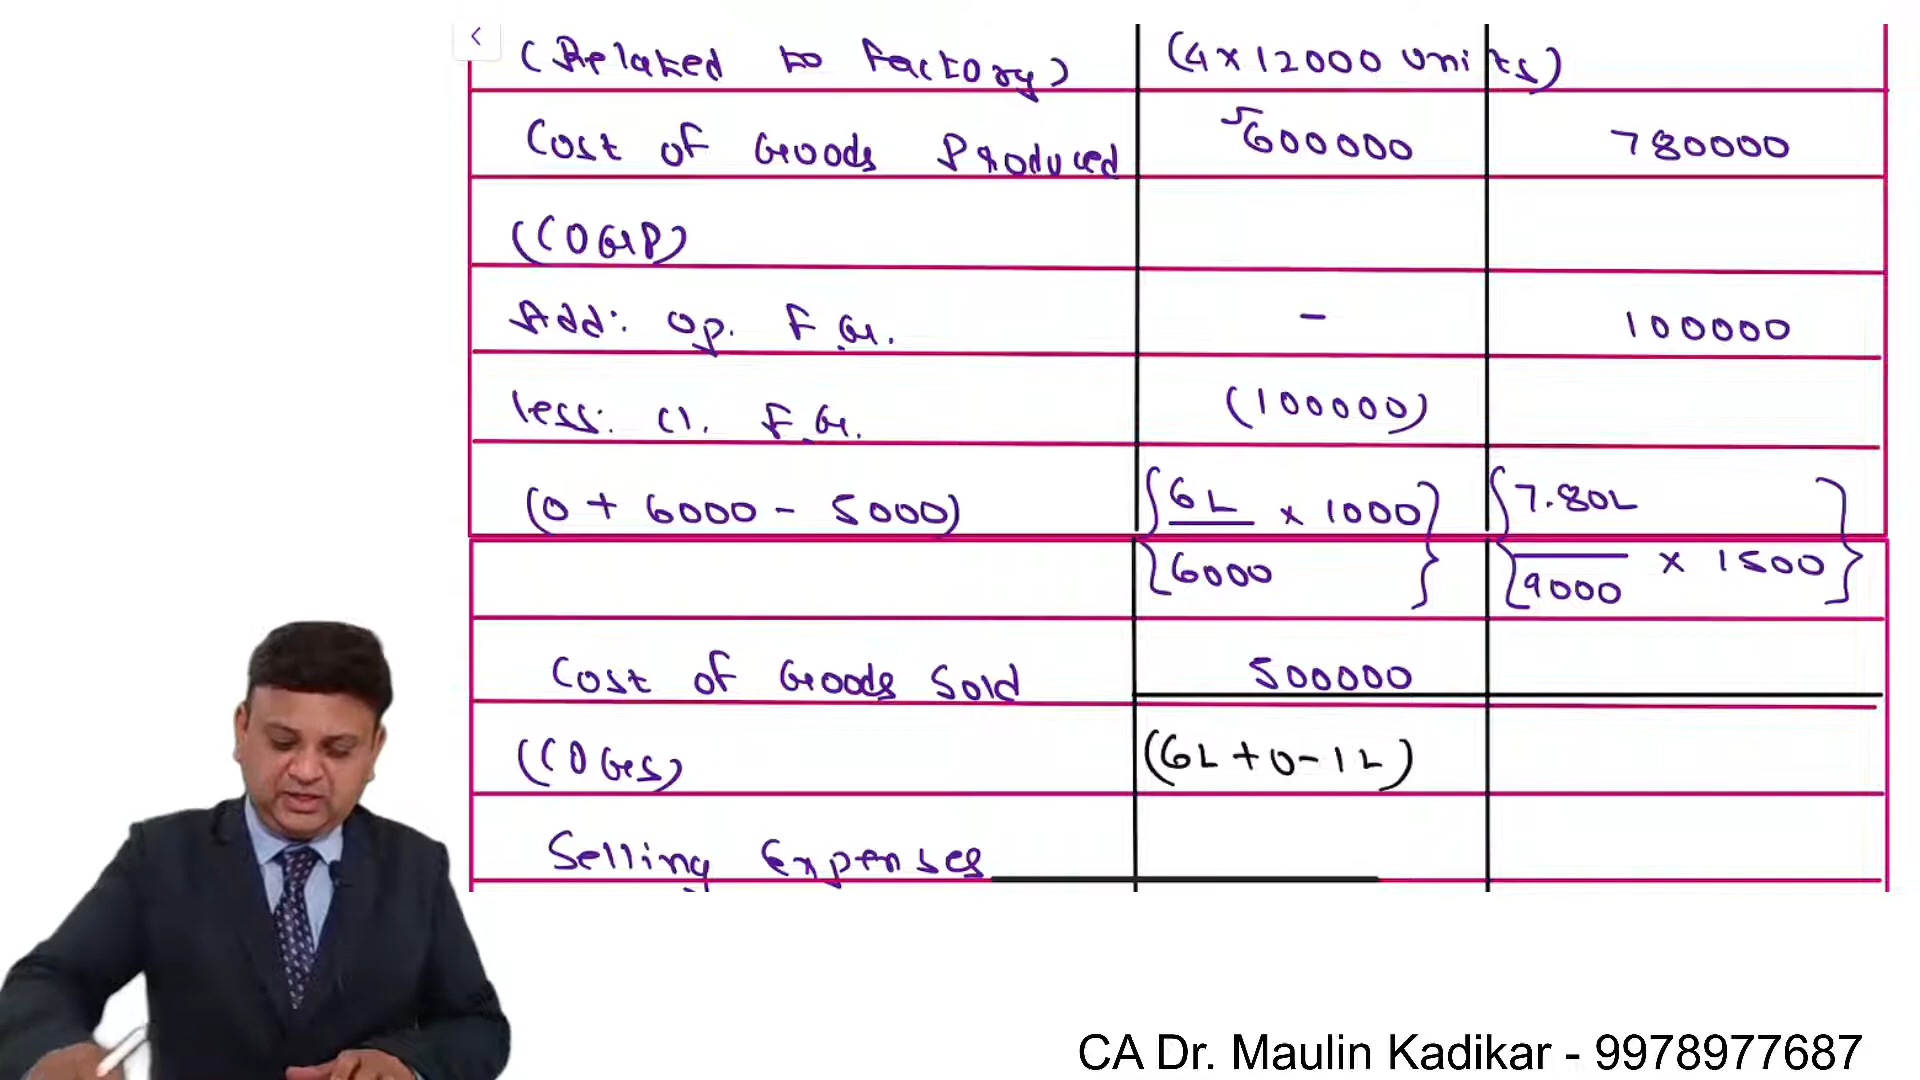 (Related to factory) (4 x 12000 units)
Cost of Goods Produced 600000 780000
(COGP)
Add: Op. F.G. - 100000
less: Cl. F.G. (100000)
(0 + 6000 - 5000) {6L x 1000} {7.80L
6000 9000 x 1500}
Cost of Goods Sold 500000
(COGS) (6L + 0 - 1L)
Selling Expenses
CA Dr. Maulin Kadikar - 9978977687